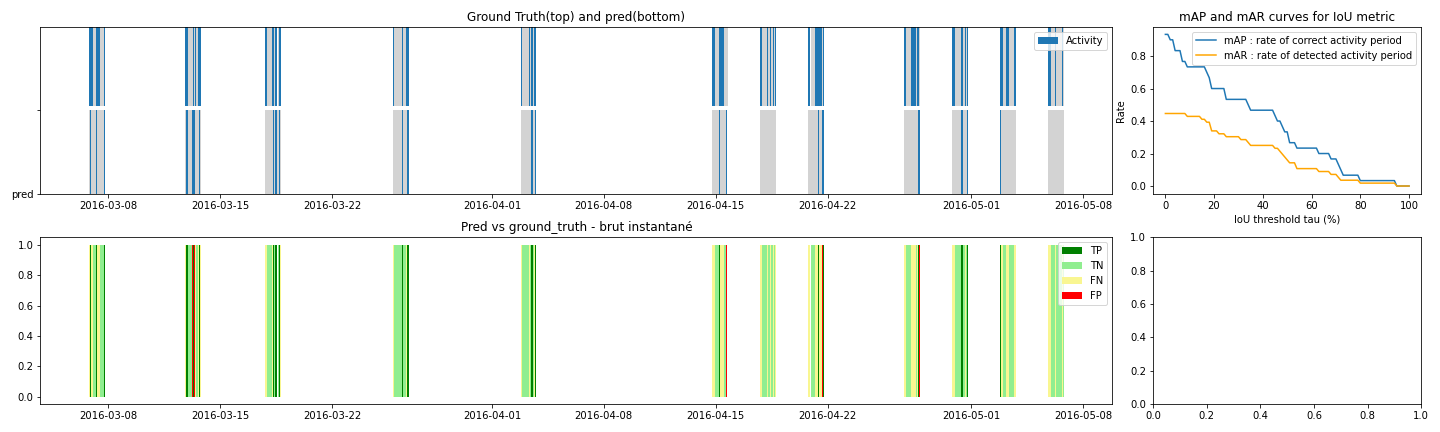 Ground Truth(top) and pred(bottom)
Activity
pred
2016-03-08 2016-03-15 2016-03-22 2016-04-01 2016-04-08 2016-04-15 2016-04-22 2016-05-01 2016-05-08
mAP and mAR curves for IoU metric
mAP : rate of correct activity period
mAR : rate of detected activity period
Rate
0.8
0.6
0.4
0.2
0.0
0 20 40 60 80 100
IoU threshold tau (%)
Pred vs ground_truth - brut instantané
TP
TN
FN
FP
1.0
0.8
0.6
0.4
0.2
0.0
2016-03-08 2016-03-15 2016-03-22 2016-04-01 2016-04-08 2016-04-15 2016-04-22 2016-05-01 2016-05-08
1.0
0.8
0.6
0.4
0.2
0.0
0.0 0.2 0.4 0.6 0.8 1.0